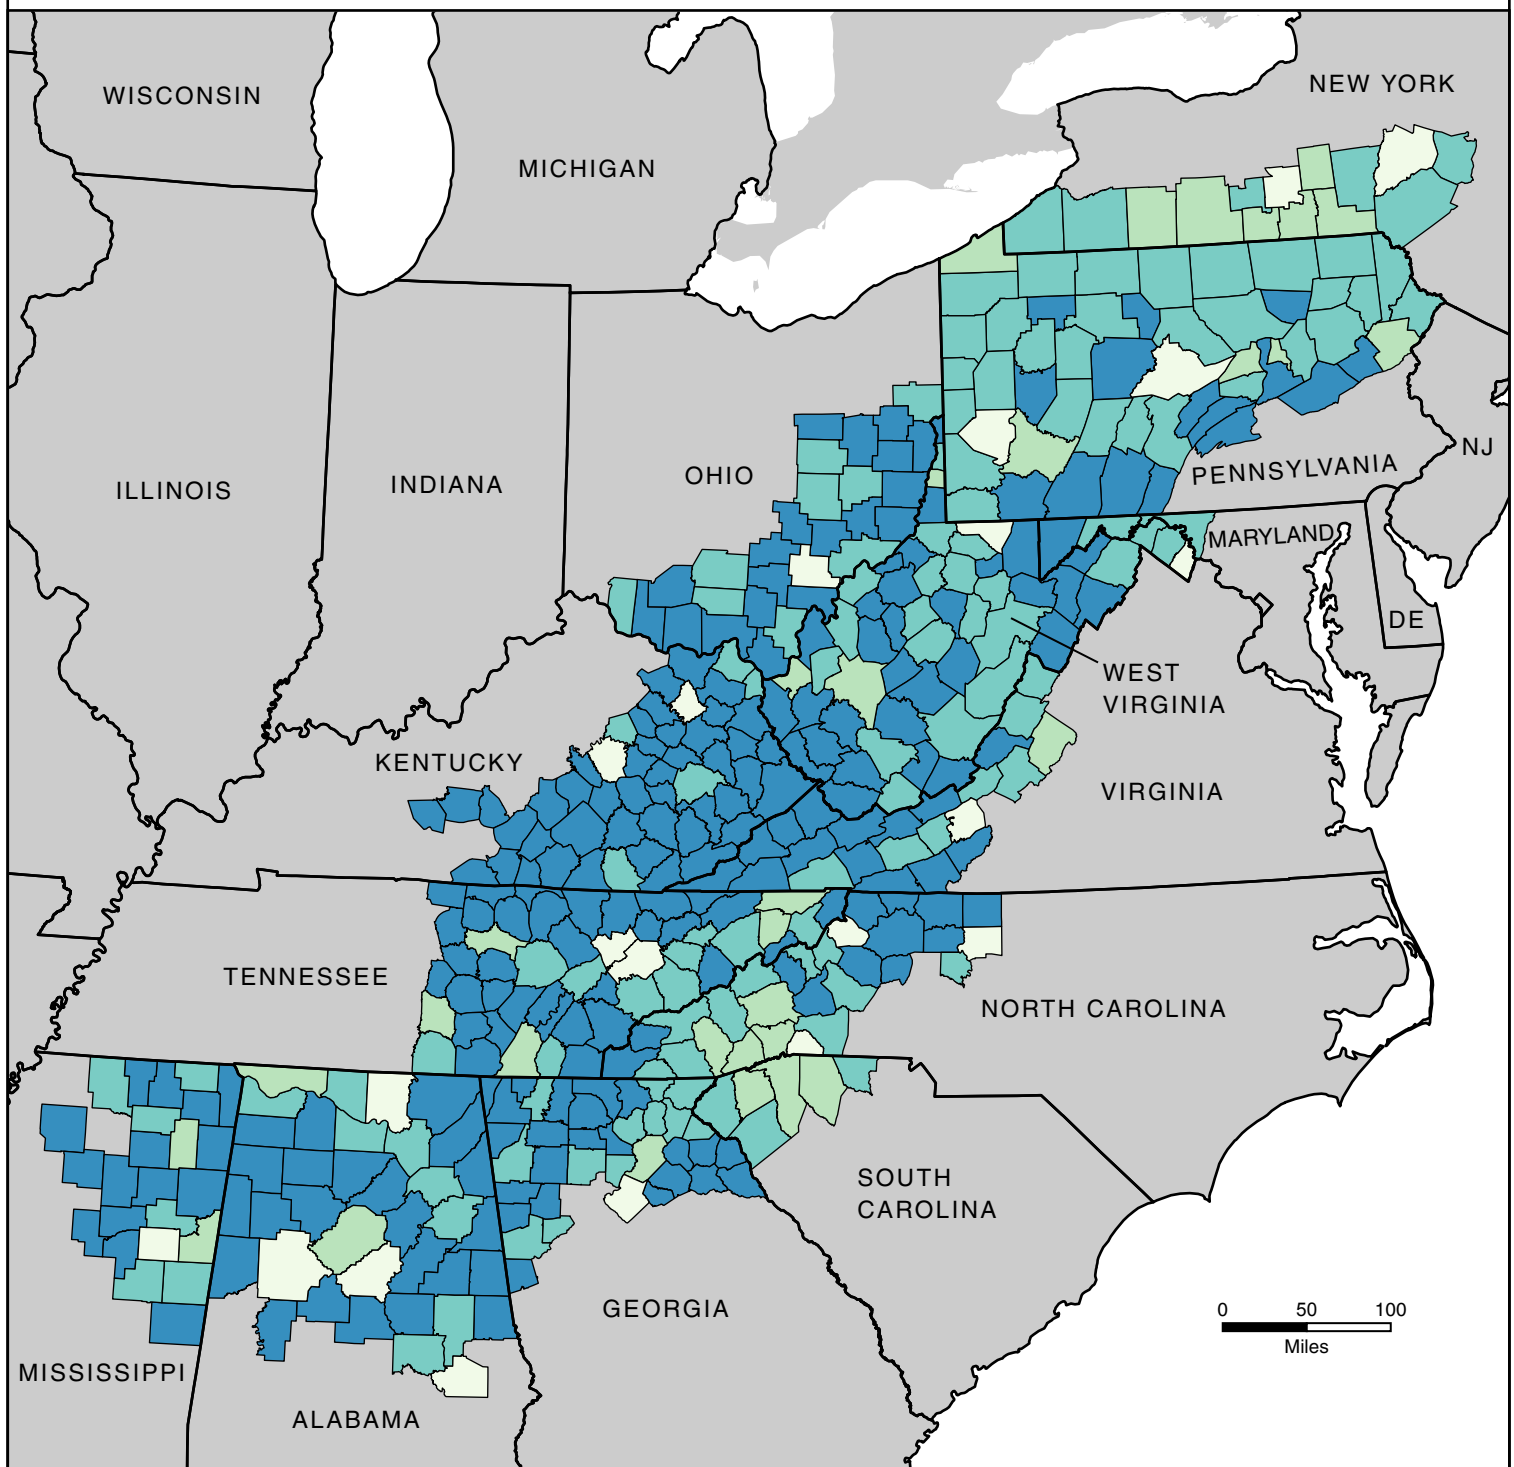 NEW YORK
WISCONSIN
MICHIGAN
NJ
PENNSYLVANIA
OHIO
INDIANA
ILLINOIS
MARYLAND
DE
WEST
VIRGINIA
KENTUCKY
VIRGINIA
TENNESSEE
NORTH CAROLINA
SOUTH
CAROLINA
GEORGIA
0 50 100
Miles
MISSISSIPPI
ALABAMA